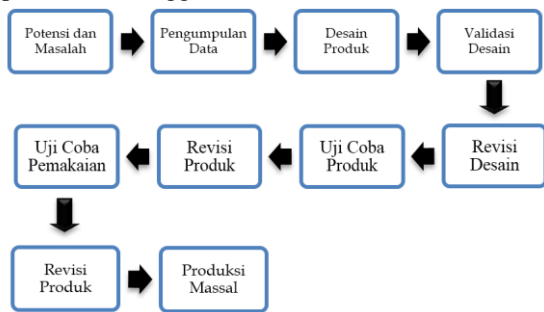 Potensi dan
Masalah
Pengumpulan
Data
Desain
Produk
Validasi
Desain
Revisi
Desain
Uji Coba
Produk
Revisi
Produk
Uji Coba
Pemakaian
Revisi
Produk
Produksi
Massal